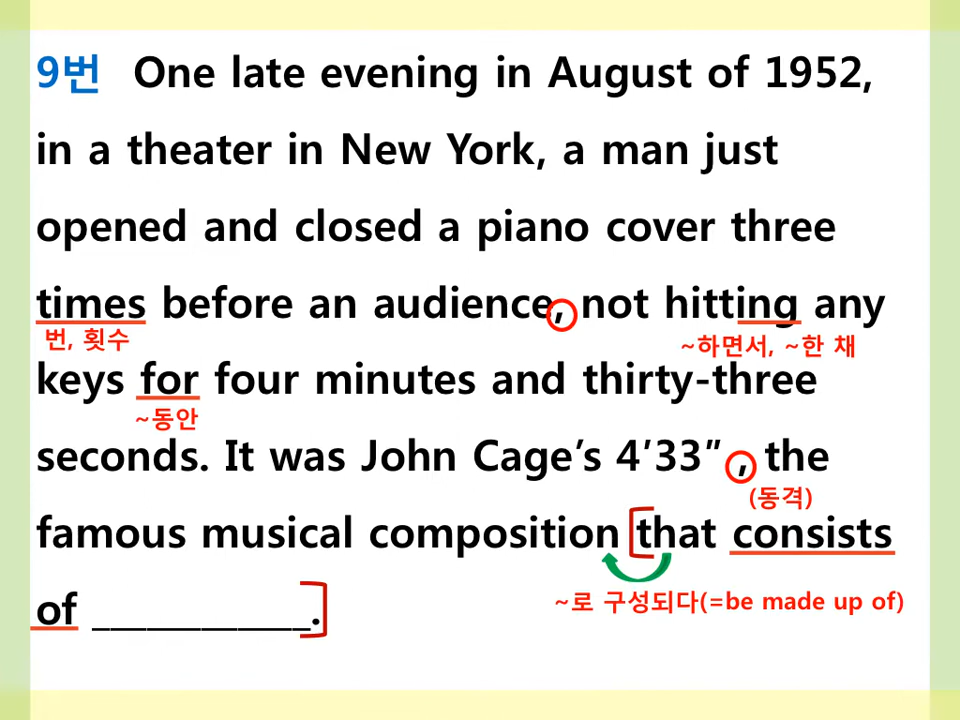 9번 One late evening in August of 1952,
in a theater in New York, a man just
opened and closed a piano cover three
times before an audience, not hitting any
번, 횟수 ~하면서, ~한 채
keys for four minutes and thirty-three
~동안
seconds. It was John Cage’s 4′33″ , the
(동격)
famous musical composition that consists
~로 구성되다(=be made up of)
of ____________.